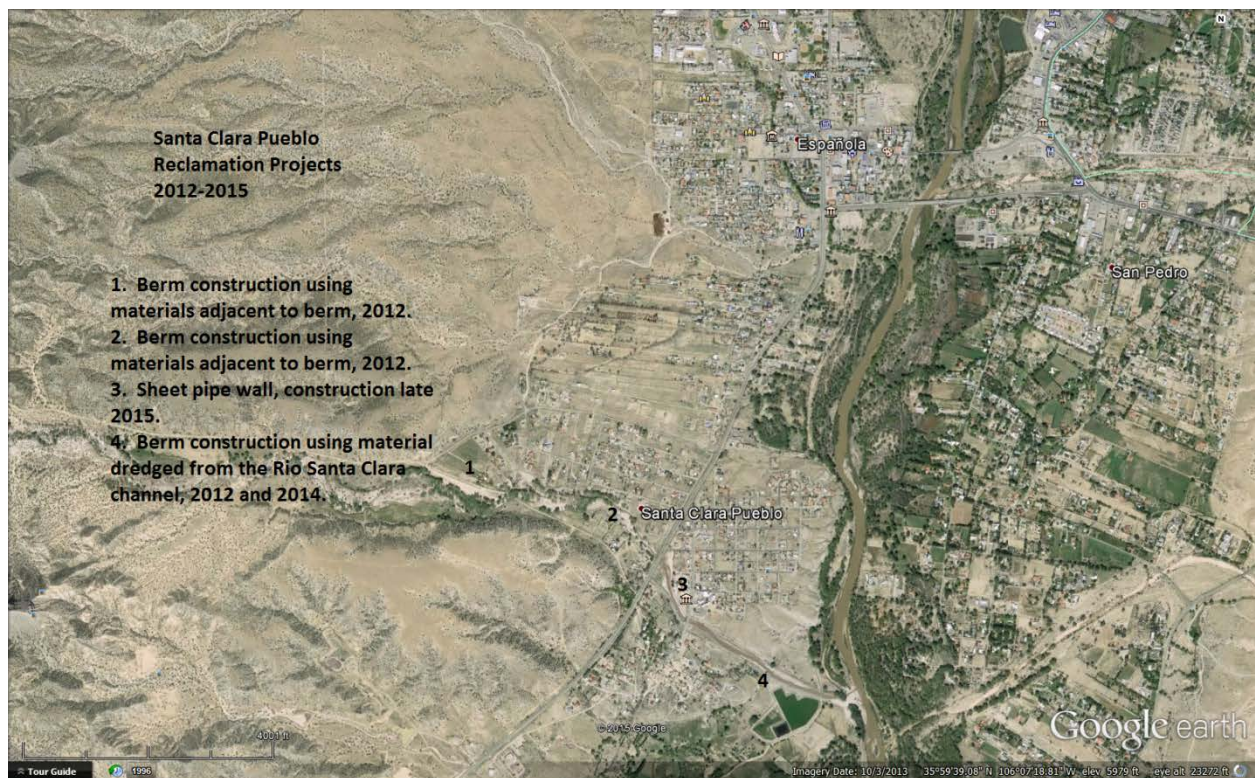 N
Santa Clara Pueblo
Reclamation Projects
2012-2015
Española
San Pedro
1. Berm construction using
materials adjacent to berm, 2012.
2. Berm construction using
materials adjacent to berm, 2012.
3. Sheet pipe wall, construction late
2015.
4. Berm construction using material
dredged from the Rio Santa Clara
channel, 2012 and 2014.
1
2
Santa Clara Pueblo
3
4
© 2015 Google
Google earth
4001 ft
Tour Guide
1996
Imagery Date: 10/3/2013 35°59'39.08" N 106°07'18.81" W elev 5979 ft eye alt 23272 ft